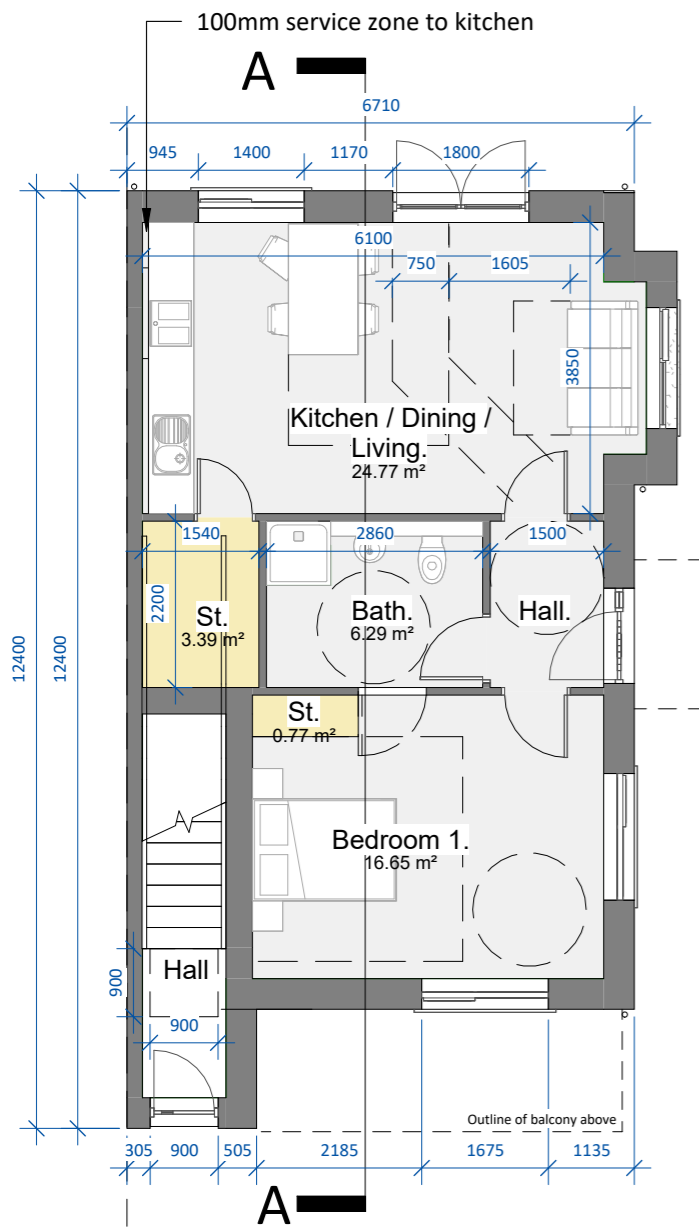 100mm service zone to kitchen
A
6710
945 1400 1170 1800
6100
750 1605
3850
Kitchen / Dining /
Living.
24.77 m²
1540 2860 1500
2200
St.
3.39 m²
Bath.
6.29 m²
Hall.
12400
12400
St.
0.77 m²
Bedroom 1.
16.65 m²
Hall
900
900
Outline of balcony above
305 900 505 2185 1675 1135
A